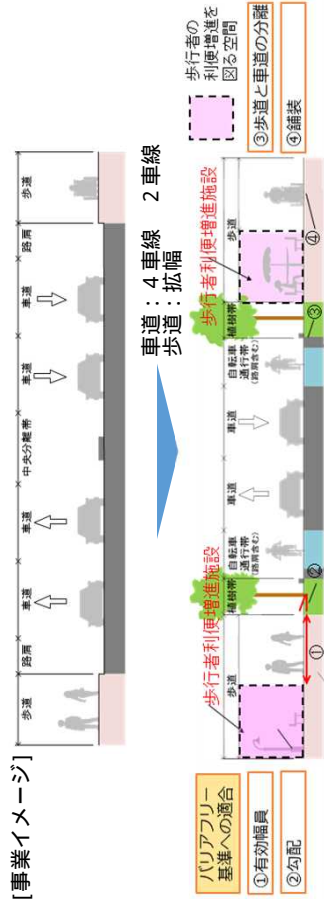 [事業イメージ]
歩道
路肩
車道
車道
中央分離帯
車道
車道
路肩
歩道
車道：４車線　２車線
歩道：拡幅
歩行者の
利便増進を
図る空間
バリアフリー
基準への適合
①有効幅員
②勾配
歩行者利便増進施設
歩道
植樹帯
自転車
通行帯
(路肩含む)
車道
車道
自転車
通行帯
(路肩含む)
植樹帯
歩行者利便増進施設
歩道
①
②
③
④
③歩道と車道の分離
④舗装